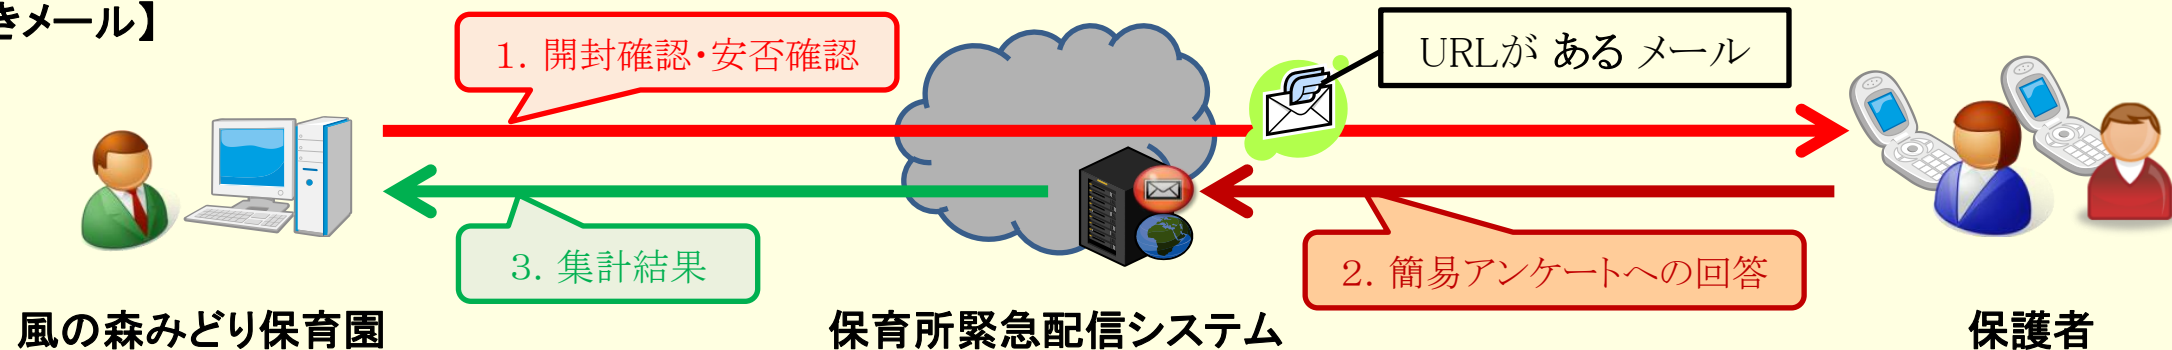 きメール】
1. 開封確認・安否確認
URLが ある メール
3. 集計結果
2. 簡易アンケートへの回答
風の森みどり保育園
保育所緊急配信システム
保護者